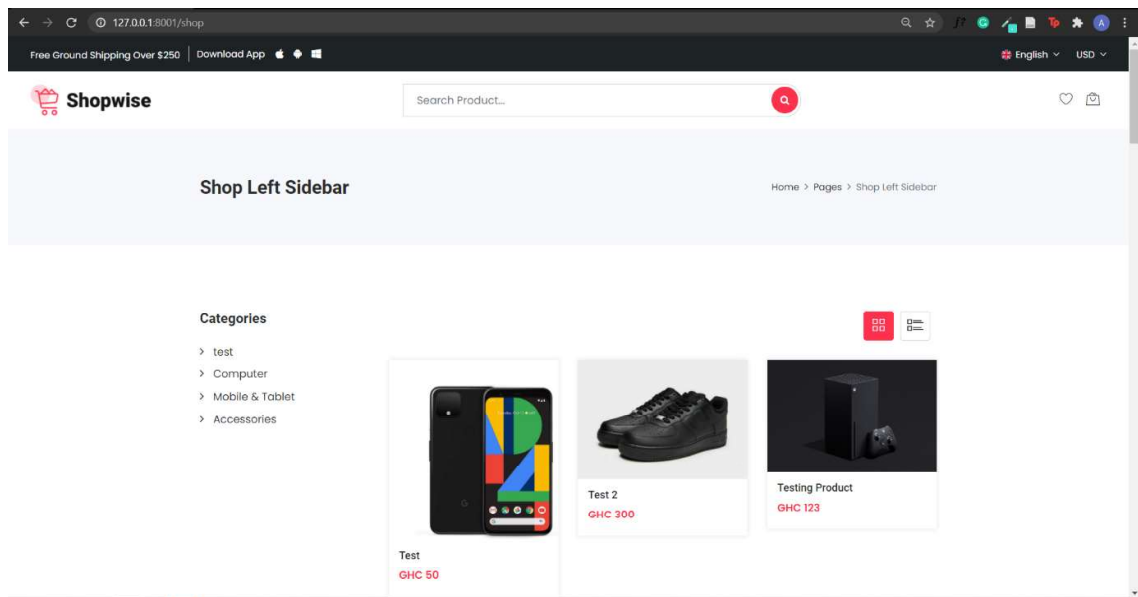 127.0.0.1:8001/shop
Free Ground Shipping Over $250 Download App English USD
Shopwise Search Product...
Shop Left Sidebar Home > Pages > Shop Left Sidebar
Categories
> test
> Computer
> Mobile & Tablet
> Accessories
Test
GHC 50
Test 2
GHC 300
Testing Product
GHC 123